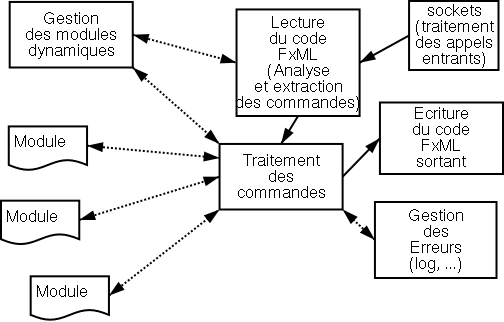 Gestion
des modules
dynamiques
Lecture
du code
FxML
(Analyse
et extraction
des commandes)
sockets
(traitement
des appels
entrants)
Ecriture
du code
FxML
sortant
Module
Traitement
des
commandes
Module
Gestion
des
Erreurs
(log, ...)
Module